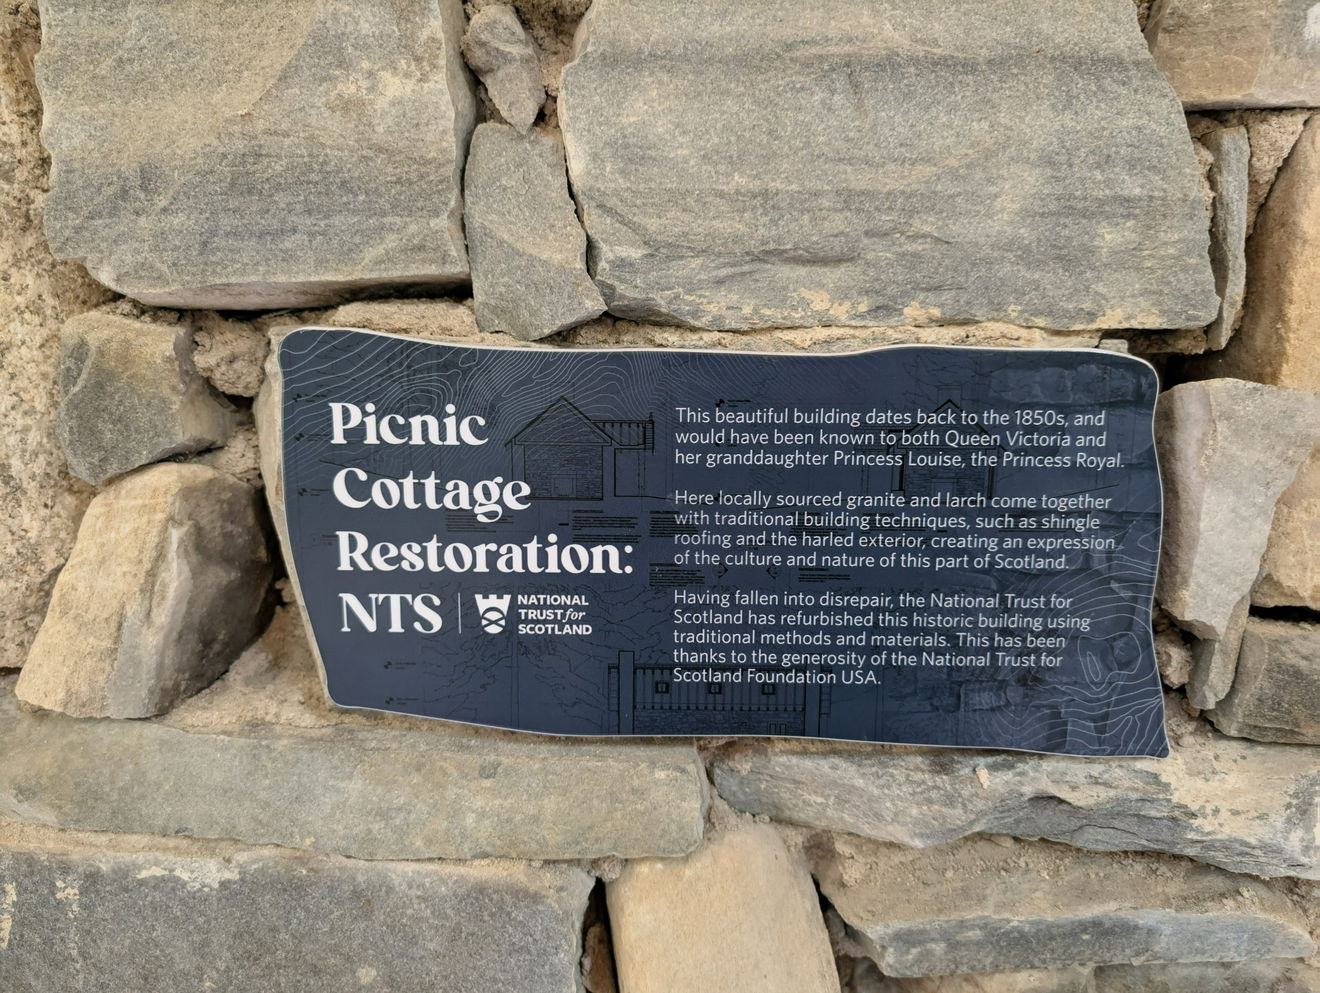 Picnic
Cottage
Restoration:
NTS
NATIONAL
TRUST for
SCOTLAND
This beautiful building dates back to the 1850s, and
would have been known to both Queen Victoria and
her granddaughter Princess Louise, the Princess Royal.
Here locally sourced granite and larch come together
with traditional building techniques, such as shingle
roofing and the harled exterior, creating an expression
of the culture and nature of this part of Scotland.
Having fallen into disrepair, the National Trust for
Scotland has refurbished this historic building using
traditional methods and materials. This has been
thanks to the generosity of the National Trust for
Scotland Foundation USA.